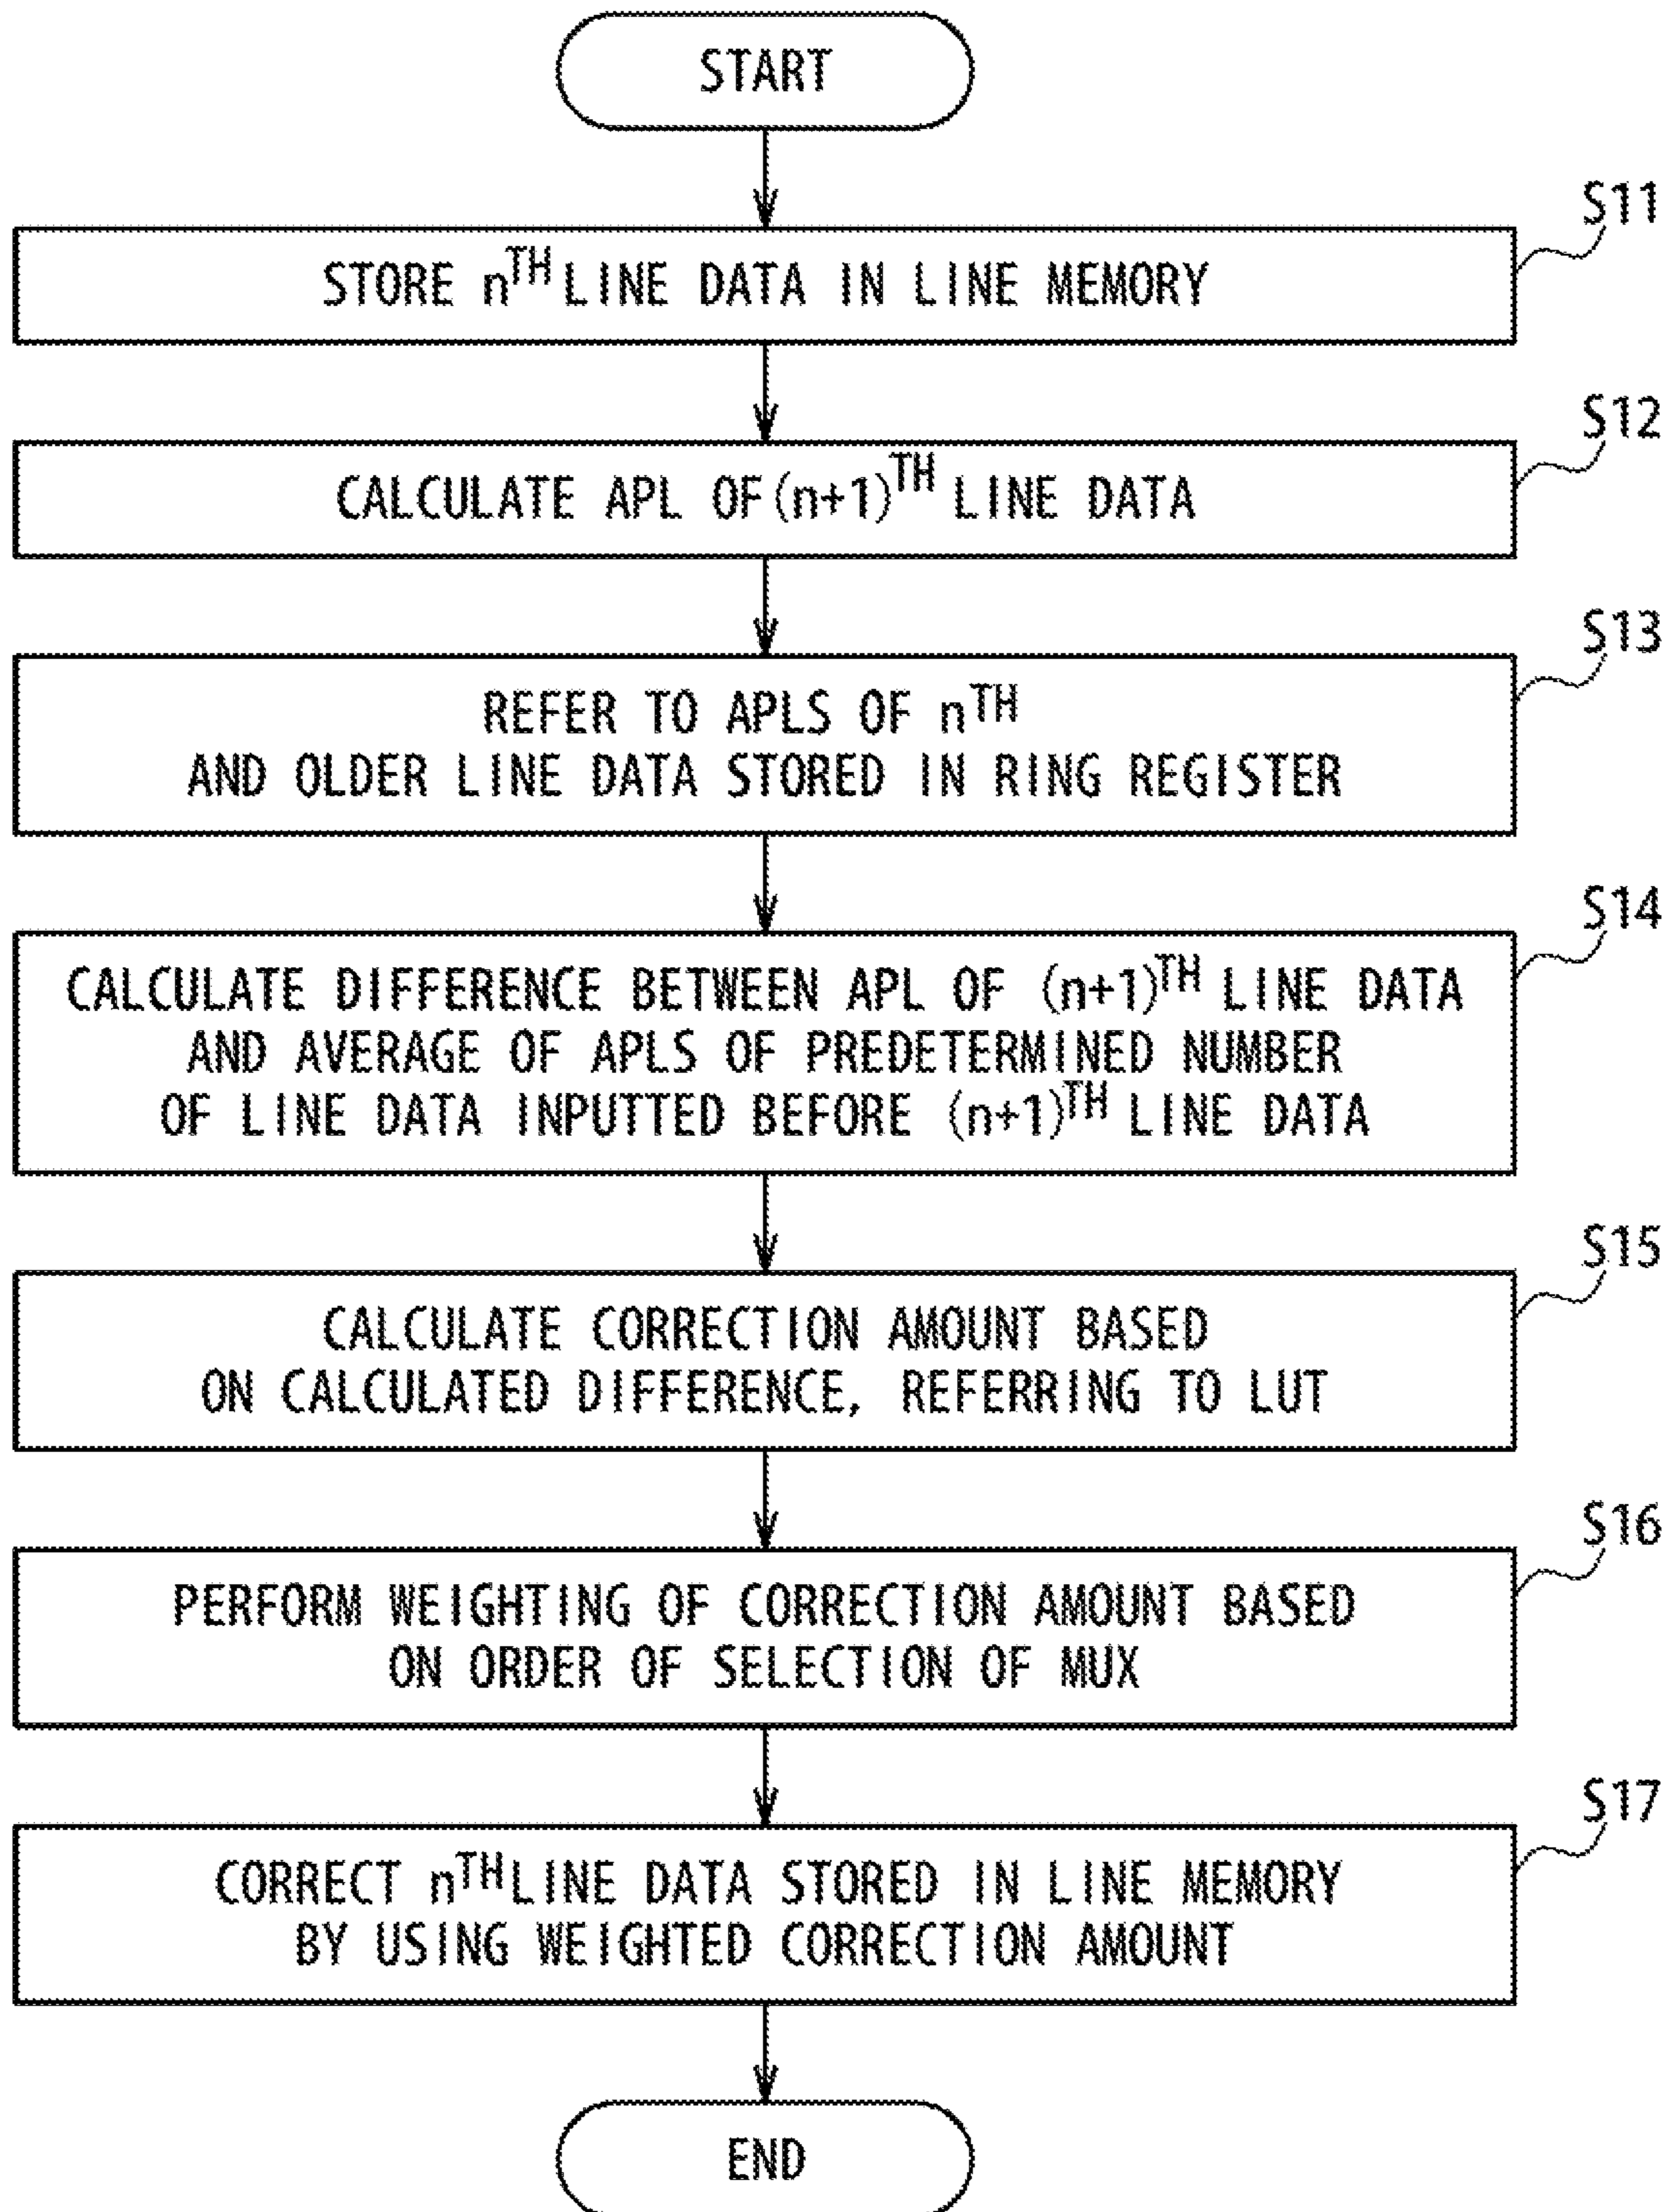 START
S11
STORE nTH LINE DATA IN LINE MEMORY
S12
CALCULATE APL OF (n+1)TH LINE DATA
S13
REFER TO APLS OF nTH
AND OLDER LINE DATA STORED IN RING REGISTER
S14
CALCULATE DIFFERENCE BETWEEN APL OF (n+1)TH LINE DATA
AND AVERAGE OF APLS OF PREDETERMINED NUMBER
OF LINE DATA INPUTTED BEFORE (n+1)TH LINE DATA
S15
CALCULATE CORRECTION AMOUNT BASED
ON CALCULATED DIFFERENCE, REFERRING TO LUT
S16
PERFORM WEIGHTING OF CORRECTION AMOUNT BASED
ON ORDER OF SELECTION OF MUX
S17
CORRECT nTH LINE DATA STORED IN LINE MEMORY
BY USING WEIGHTED CORRECTION AMOUNT
END